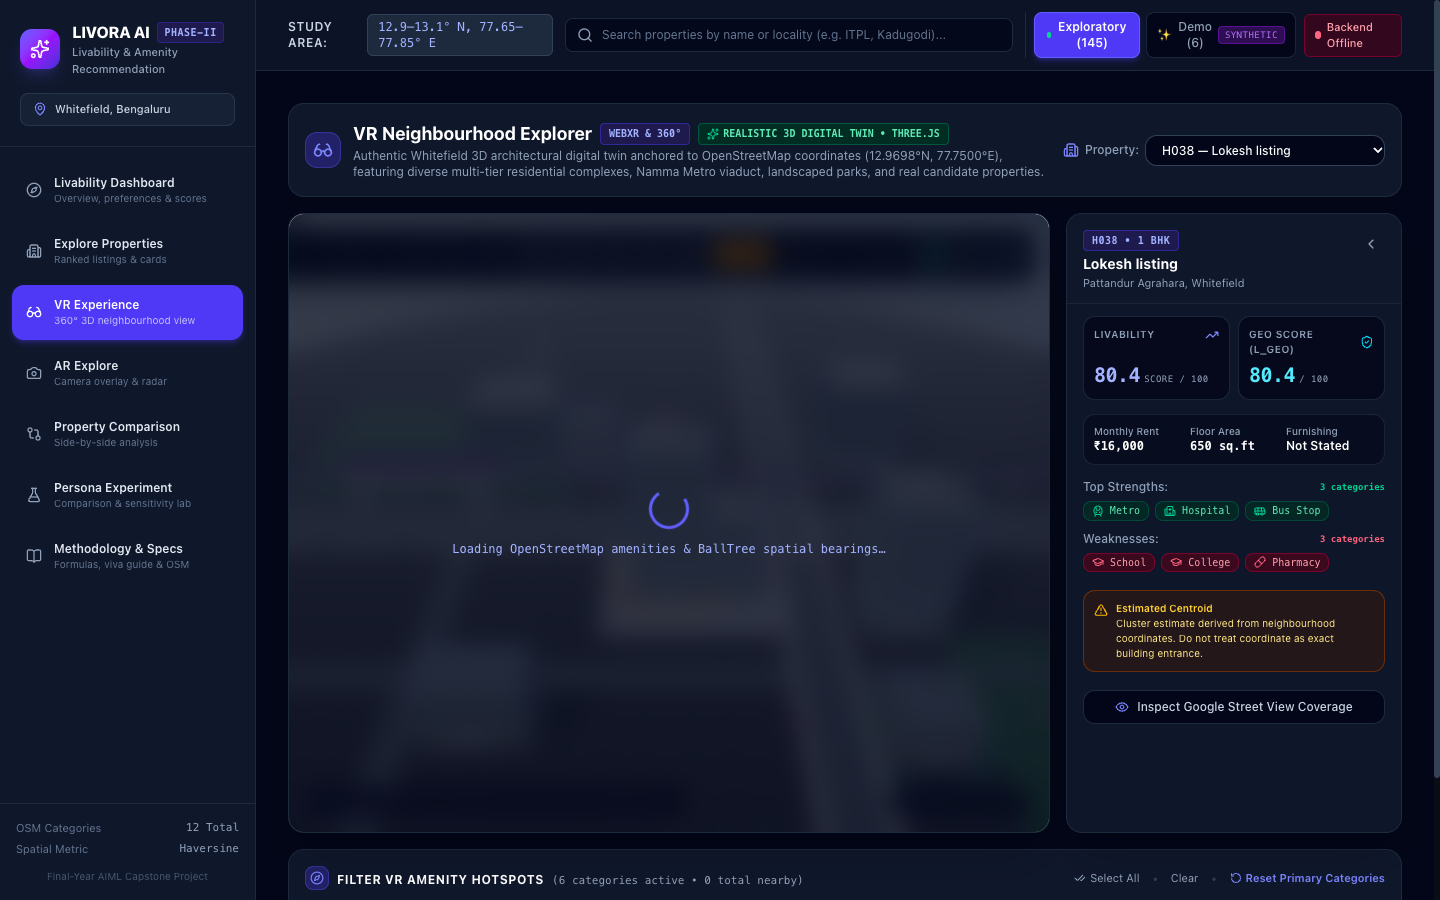 LIVORA AI PHASE-II
Livability & Amenity
Recommendation
Whitefield, Bengaluru
Livability Dashboard
Overview, preferences & scores
Explore Properties
Ranked listings & cards
VR Experience
360° 3D neighbourhood view
AR Explore
Camera overlay & radar
Property Comparison
Side-by-side analysis
Persona Experiment
Comparison & sensitivity lab
Methodology & Specs
Formulas, viva guide & OSM
OSM Categories 12 Total
Spatial Metric Haversine
Final-Year AIML Capstone Project
STUDY
AREA:
12.9–13.1° N, 77.65–
77.85° E
Search properties by name or locality (e.g. ITPL, Kadugodi)...
Exploratory
(145)
Demo
(6)
SYNTHETIC
Backend
Offline
VR Neighbourhood Explorer WEBXR & 360° REALISTIC 3D DIGITAL TWIN • THREE.JS
Authentic Whitefield 3D architectural digital twin anchored to OpenStreetMap coordinates (12.9698°N, 77.7500°E),
featuring diverse multi-tier residential complexes, Namma Metro viaduct, landscaped parks, and real candidate properties.
Property: H038 — Lokesh listing
Loading OpenStreetMap amenities & BallTree spatial bearings…
H038 • 1 BHK
Lokesh listing
Pattandur Agrahara, Whitefield
LIVABILITY
80.4 SCORE / 100
GEO SCORE
(L_GEO)
80.4 / 100
Monthly Rent Floor Area Furnishing
₹16,000 650 sq.ft Not Stated
Top Strengths: 3 categories
Metro Hospital Bus Stop
Weaknesses: 3 categories
School College Pharmacy
Estimated Centroid
Cluster estimate derived from neighbourhood
coordinates. Do not treat coordinate as exact
building entrance.
Inspect Google Street View Coverage
FILTER VR AMENITY HOTSPOTS (6 categories active • 0 total nearby)
Select All • Clear • Reset Primary Categories